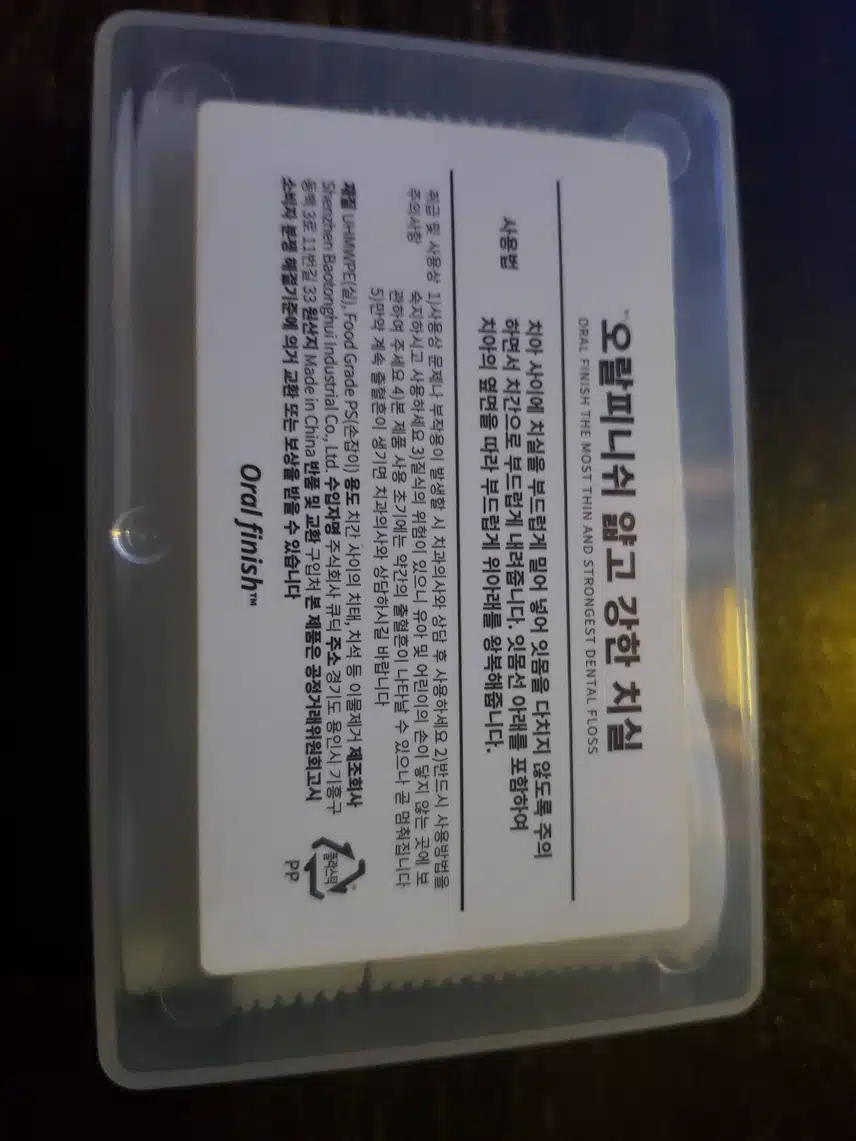 오랄피니쉬 얇고 강한 치실
ORAL FINISH THE MOST THIN AND STRONGEST DENTAL FLOSS
사용법
치아 사이에 치실을 부드럽게 밀어 넣어 잇몸을 다치지 않도록 주의
하면서 치간으로 부드럽게 내려줍니다. 잇몸선 아래를 포함하여
치아의 옆면을 따라 부드럽게 위아래를 왕복해줍니다.
취급 및 사용상
주의사항
1)사용상 문제나 부작용이 발생할 시 치과의사와 상담 후 사용하세요 2)반드시 사용방법을
숙지하시고 사용하세요 3)질식의 위험이 있으니 유아 및 어린이의 손이 닿지 않는 곳에 보
관하여 주세요 4)본 제품 사용 초기에는 약간의 출혈흔이 나타날 수 있으나 곧 멈춰집니다
5)만약 계속 출혈흔이 생기면 치과의사와 상담하시길 바랍니다
재질 UHMWPE(실), Food Grade PS(손잡이) 용도 치간 사이의 치태, 치석 등 이물제거 제조회사
Shenzhen Baotonghui Industrial Co., Ltd. 수입자명 주식회사 큐딕 주소 경기도 용인시 기흥구
동백 3로 11번길 33 원산지 Made in China 반품 및 교환 구입처 본 제품은 공정거래위원회고시
소비자 분쟁 해결기준에 의거 교환 또는 보상을 받을 수 있습니다
플라스틱
PP
Oral finish™